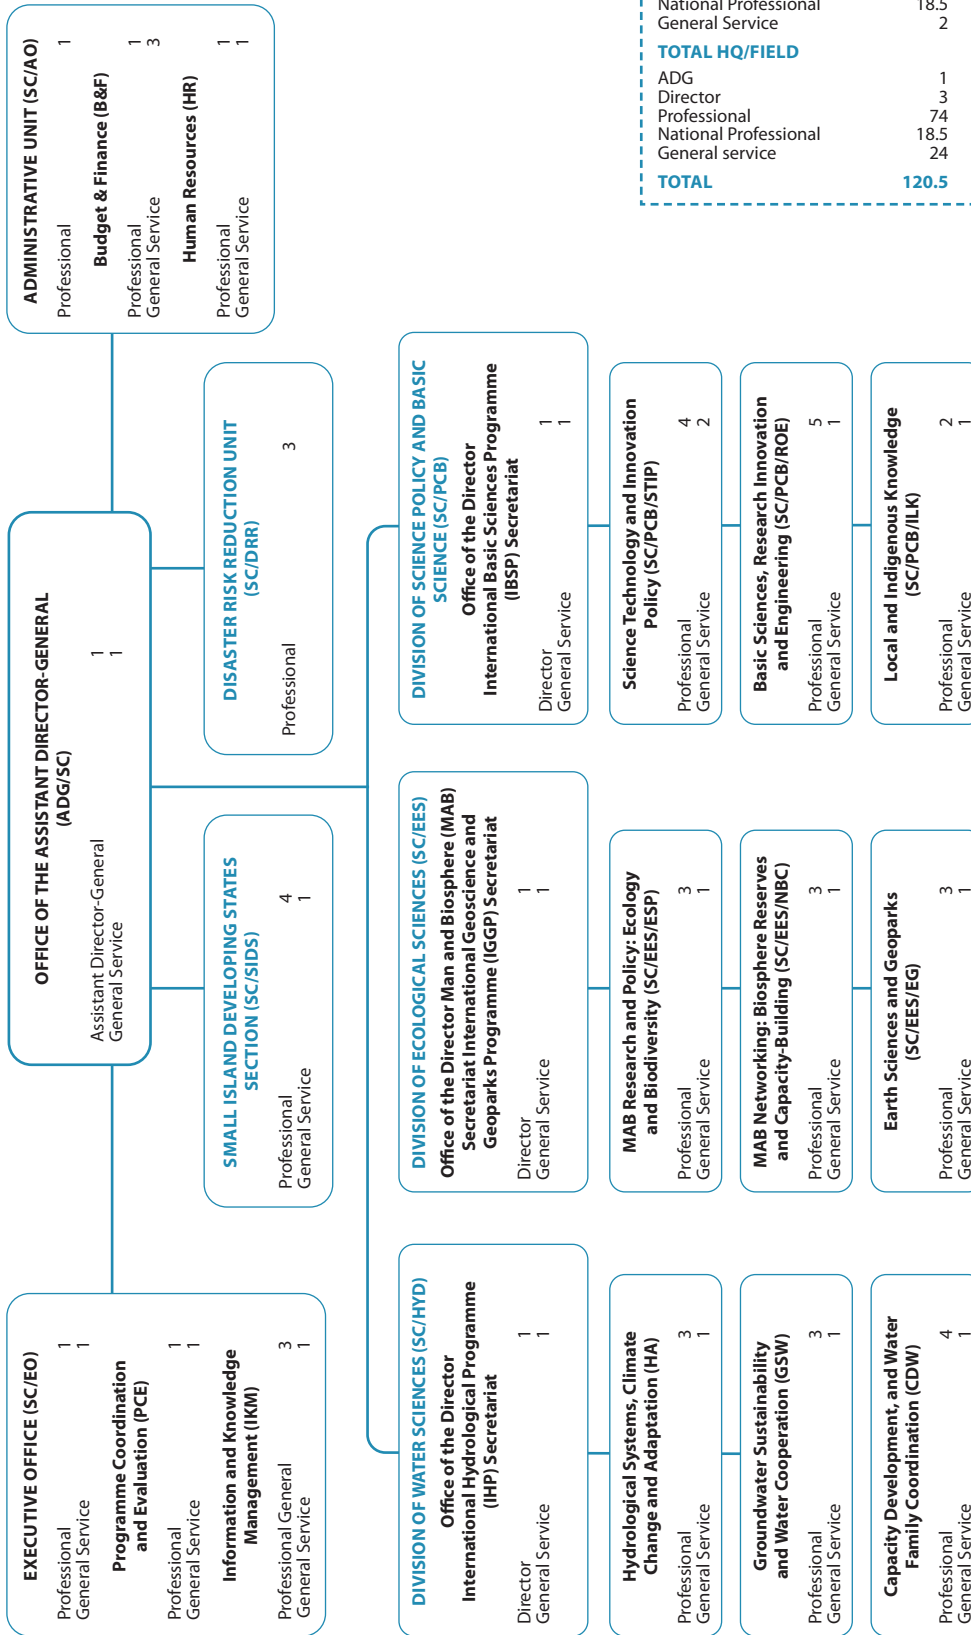 EXECUTIVE OFFICE (SC/EO)
Professional 1
General Service 1
Programme Coordination
and Evaluation (PCE)
Professional 1
General Service 1
Information and Knowledge
Management (IKM)
Professional General 3
General Service 1
OFFICE OF THE ASSISTANT DIRECTOR-GENERAL
(ADG/SC)
Assistant Director-General 1
General Service 1
ADMINISTRATIVE UNIT (SC/AO)
Professional 1
Budget & Finance (B&F)
Professional 1
General Service 3
Human Resources (HR)
Professional 1
General Service 1
SMALL ISLAND DEVELOPING STATES
SECTION (SC/SIDS)
Professional 4
General Service 1
DISASTER RISK REDUCTION UNIT
(SC/DRR)
Professional 3
DIVISION OF WATER SCIENCES (SC/HYD)
Office of the Director
International Hydrological Programme
(IHP) Secretariat
Director 1
General Service 1
Hydrological Systems, Climate
Change and Adaptation (HA)
Professional 3
General Service 1
Groundwater Sustainability
and Water Cooperation (GSW)
Professional 3
General Service 1
Capacity Development, and Water
Family Coordination (CDW)
Professional 4
General Service 1
DIVISION OF ECOLOGICAL SCIENCES (SC/EES)
Office of the Director Man and Biosphere (MAB)
Secretariat International Geoscience and
Geoparks Programme (IGGP) Secretariat
Director 1
General Service 1
MAB Research and Policy: Ecology
and Biodiversity (SC/EES/ESP)
Professional 3
General Service 1
MAB Networking: Biosphere Reserves
and Capacity-Building (SC/EES/NBC)
Professional 3
General Service 1
Earth Sciences and Geoparks
(SC/EES/EG)
Professional 3
General Service 1
DIVISION OF SCIENCE POLICY AND BASIC
SCIENCE (SC/PCB)
Office of the Director
International Basic Sciences Programme
(IBSP) Secretariat
Director 1
General Service 1
Science Technology and Innovation
Policy (SC/PCB/STIP)
Professional 4
General Service 2
Basic Sciences, Research Innovation
and Engineering (SC/PCB/ROE)
Professional 5
General Service 1
Local and Indigenous Knowledge
(SC/PCB/ILK)
Professional 2
General Service 1
National Professional 18.5
General Service 2
TOTAL HQ/FIELD
ADG 1
Director 3
Professional 74
National Professional 18.5
General service 24
TOTAL 120.5